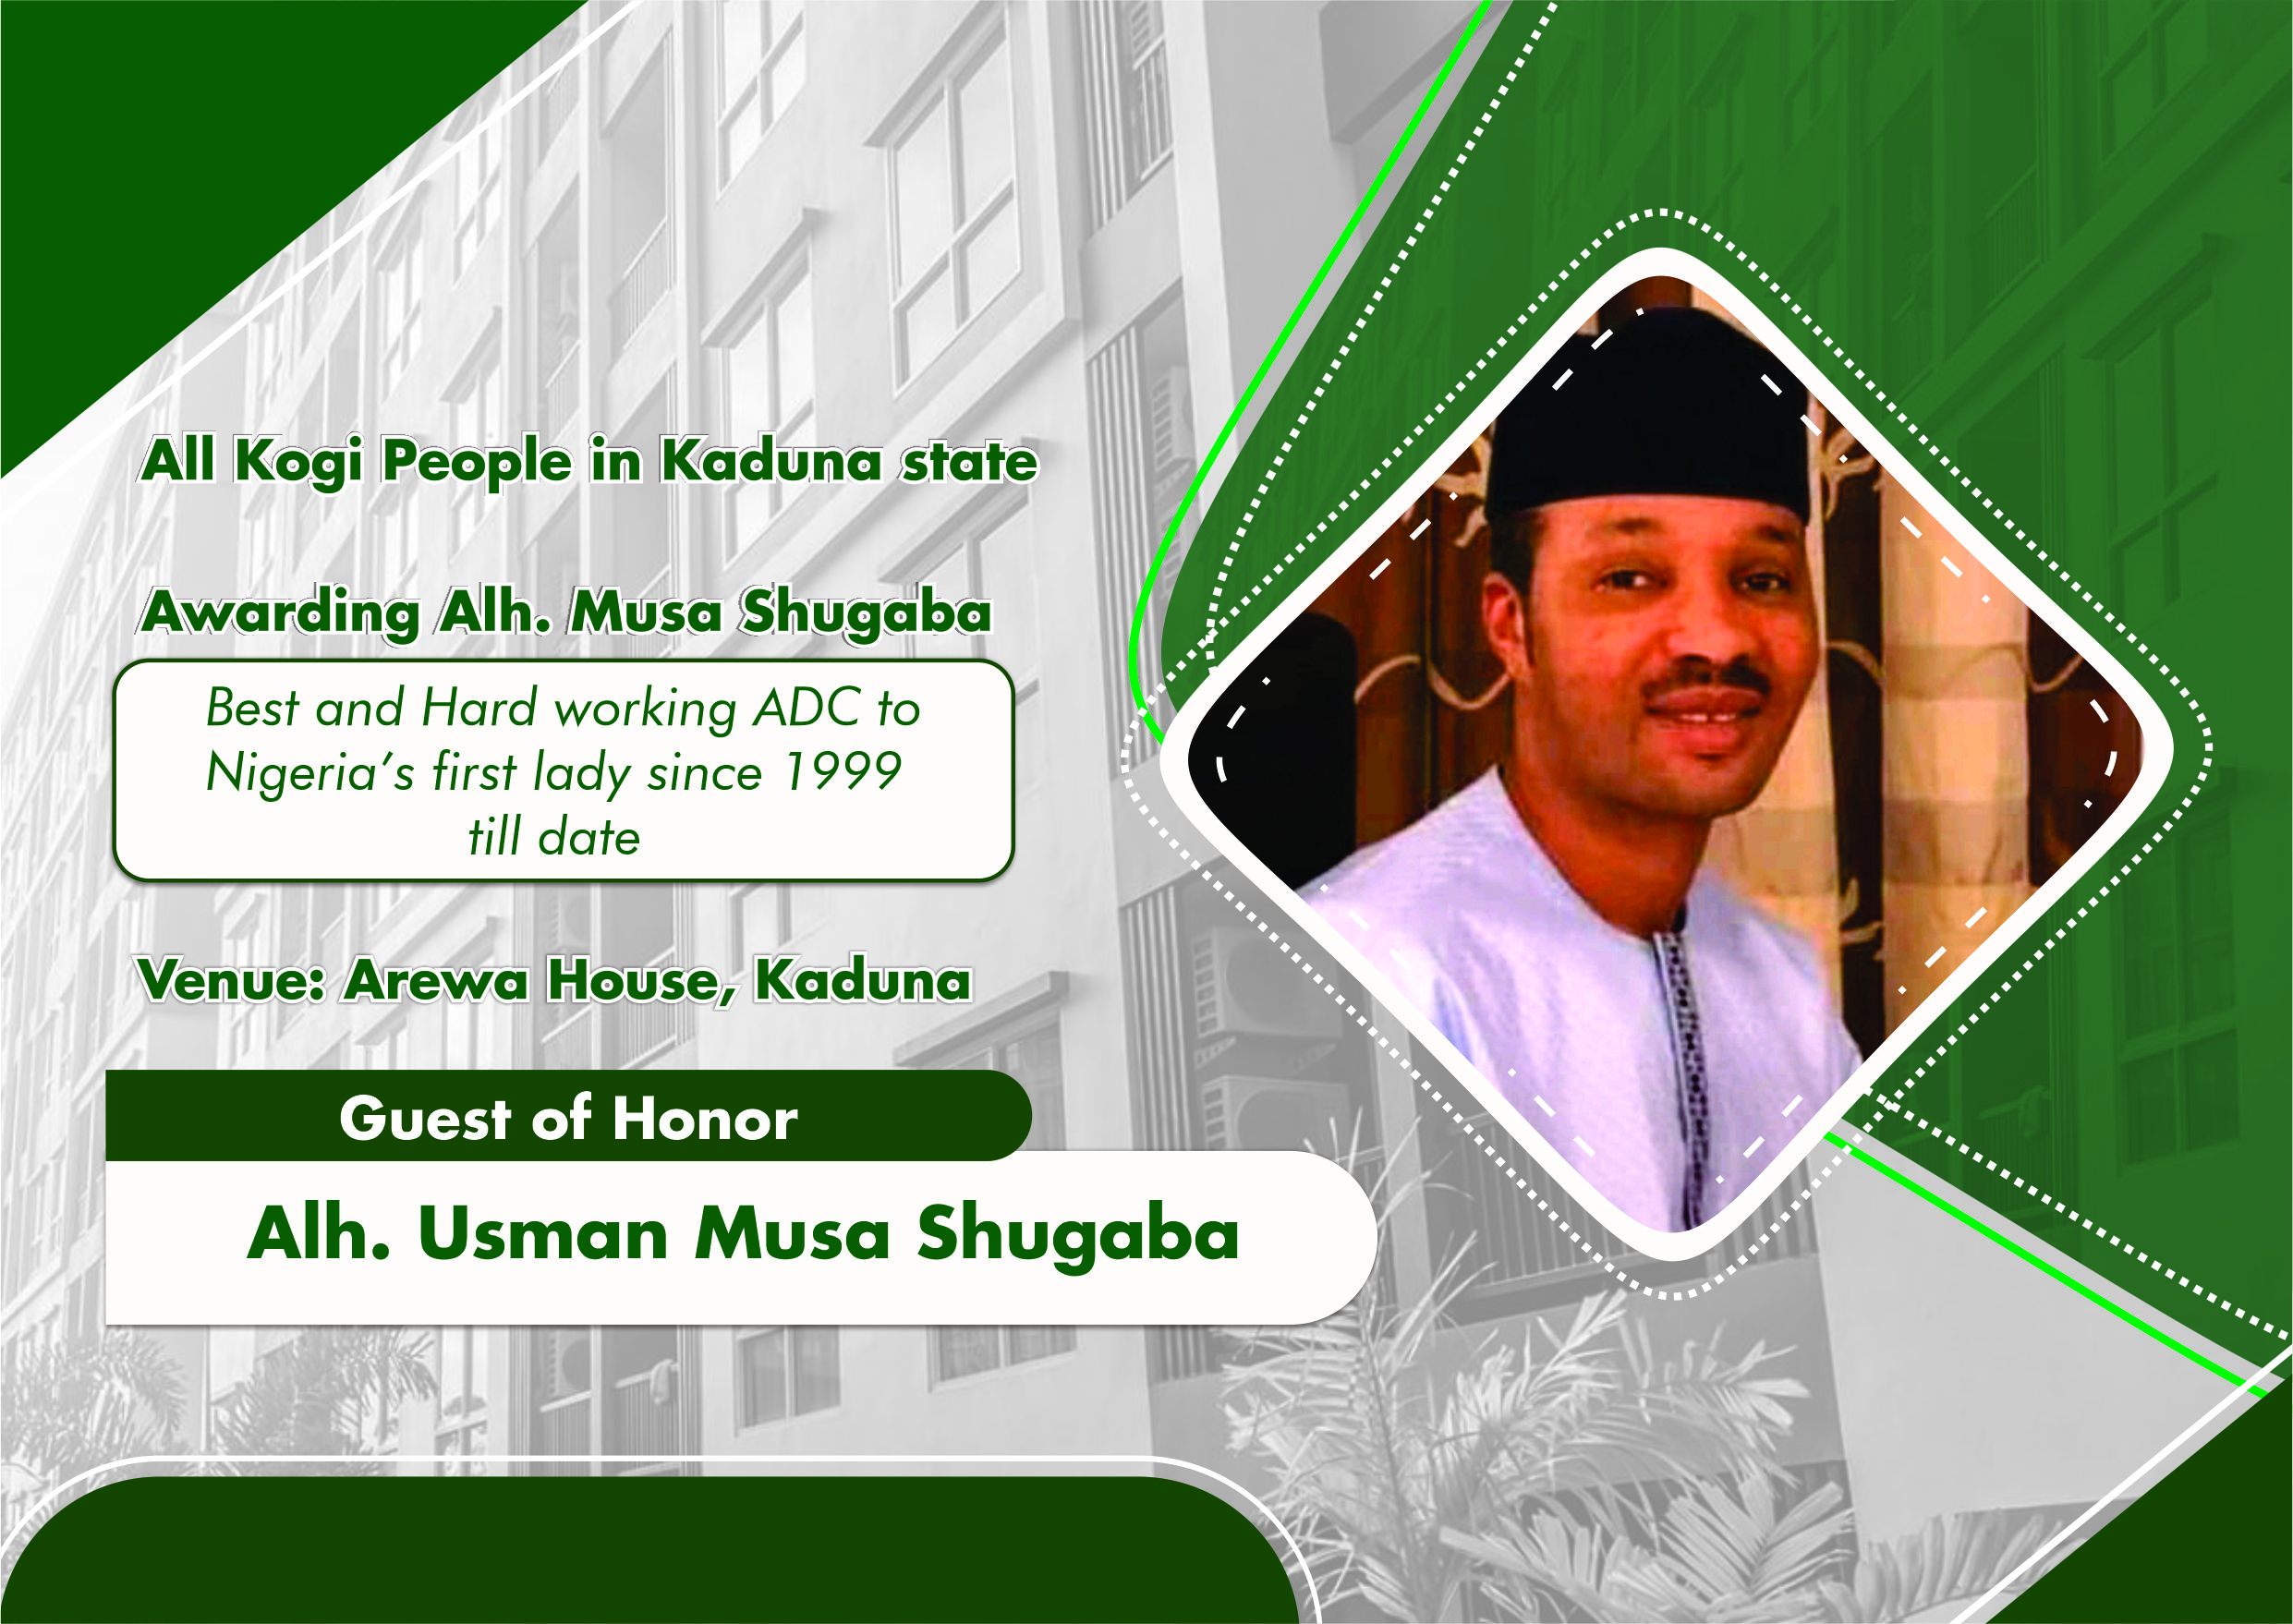 All Kogi People in Kaduna state
Awarding Alh. Musa Shugaba
Best and Hard working ADC to
Nigeria’s first lady since 1999
till date
Venue: Arewa House, Kaduna
Guest of Honor
Alh. Usman Musa Shugaba